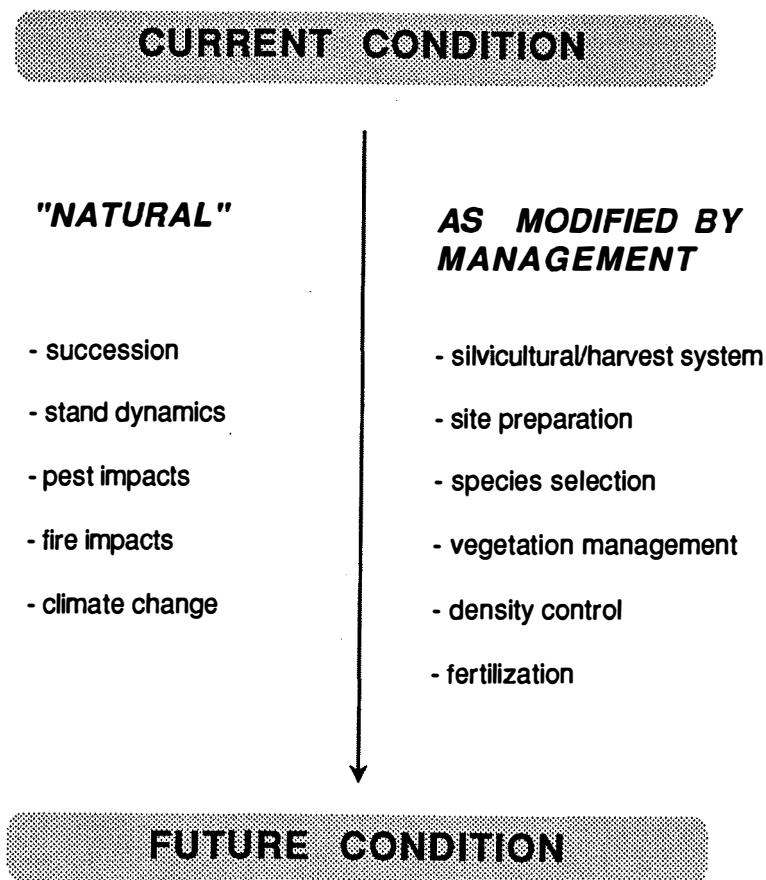 CURRENT CONDITION
"NATURAL"
- succession
- stand dynamics
- pest impacts
- fire impacts
- climate change
AS MODIFIED BY
MANAGEMENT
- silvicultural/harvest system
- site preparation
- species selection
- vegetation management
- density control
- fertilization
FUTURE CONDITION